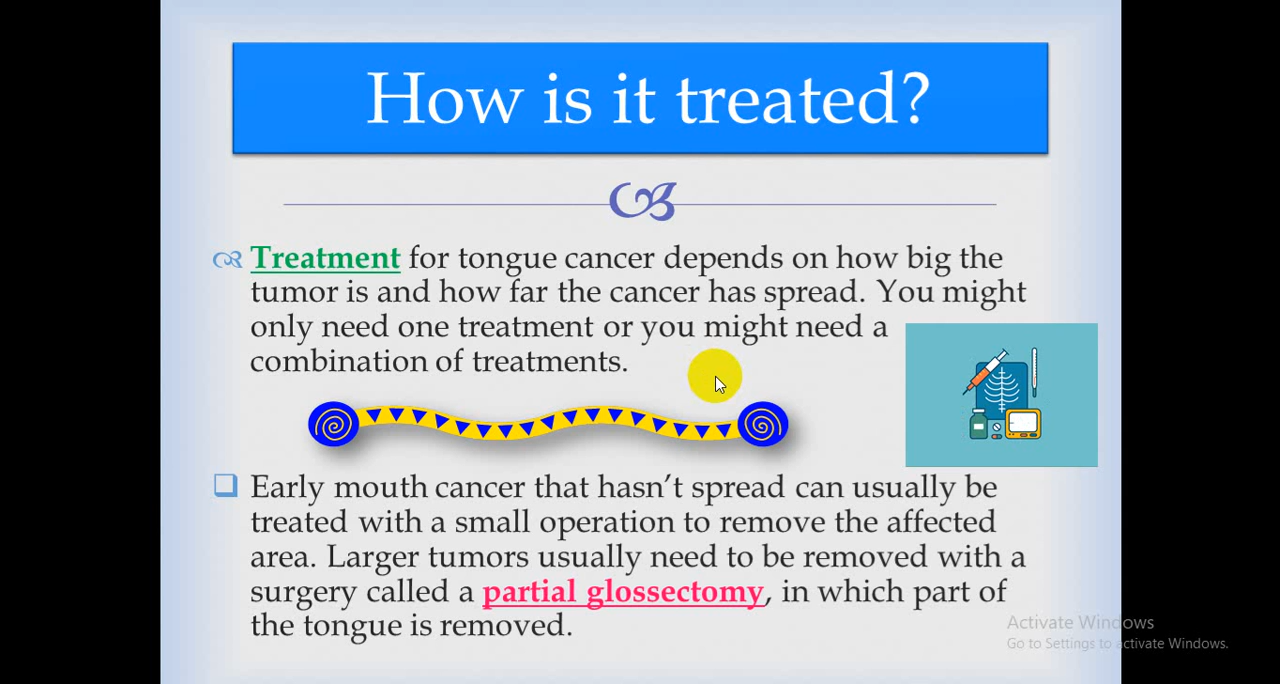 How is it treated?
Treatment for tongue cancer depends on how big the
tumor is and how far the cancer has spread. You might
only need one treatment or you might need a
combination of treatments.
Early mouth cancer that hasn’t spread can usually be
treated with a small operation to remove the affected
area. Larger tumors usually need to be removed with a
surgery called a partial glossectomy, in which part of
the tongue is removed.
Activate Windows
Go to Settings to activate Windows.